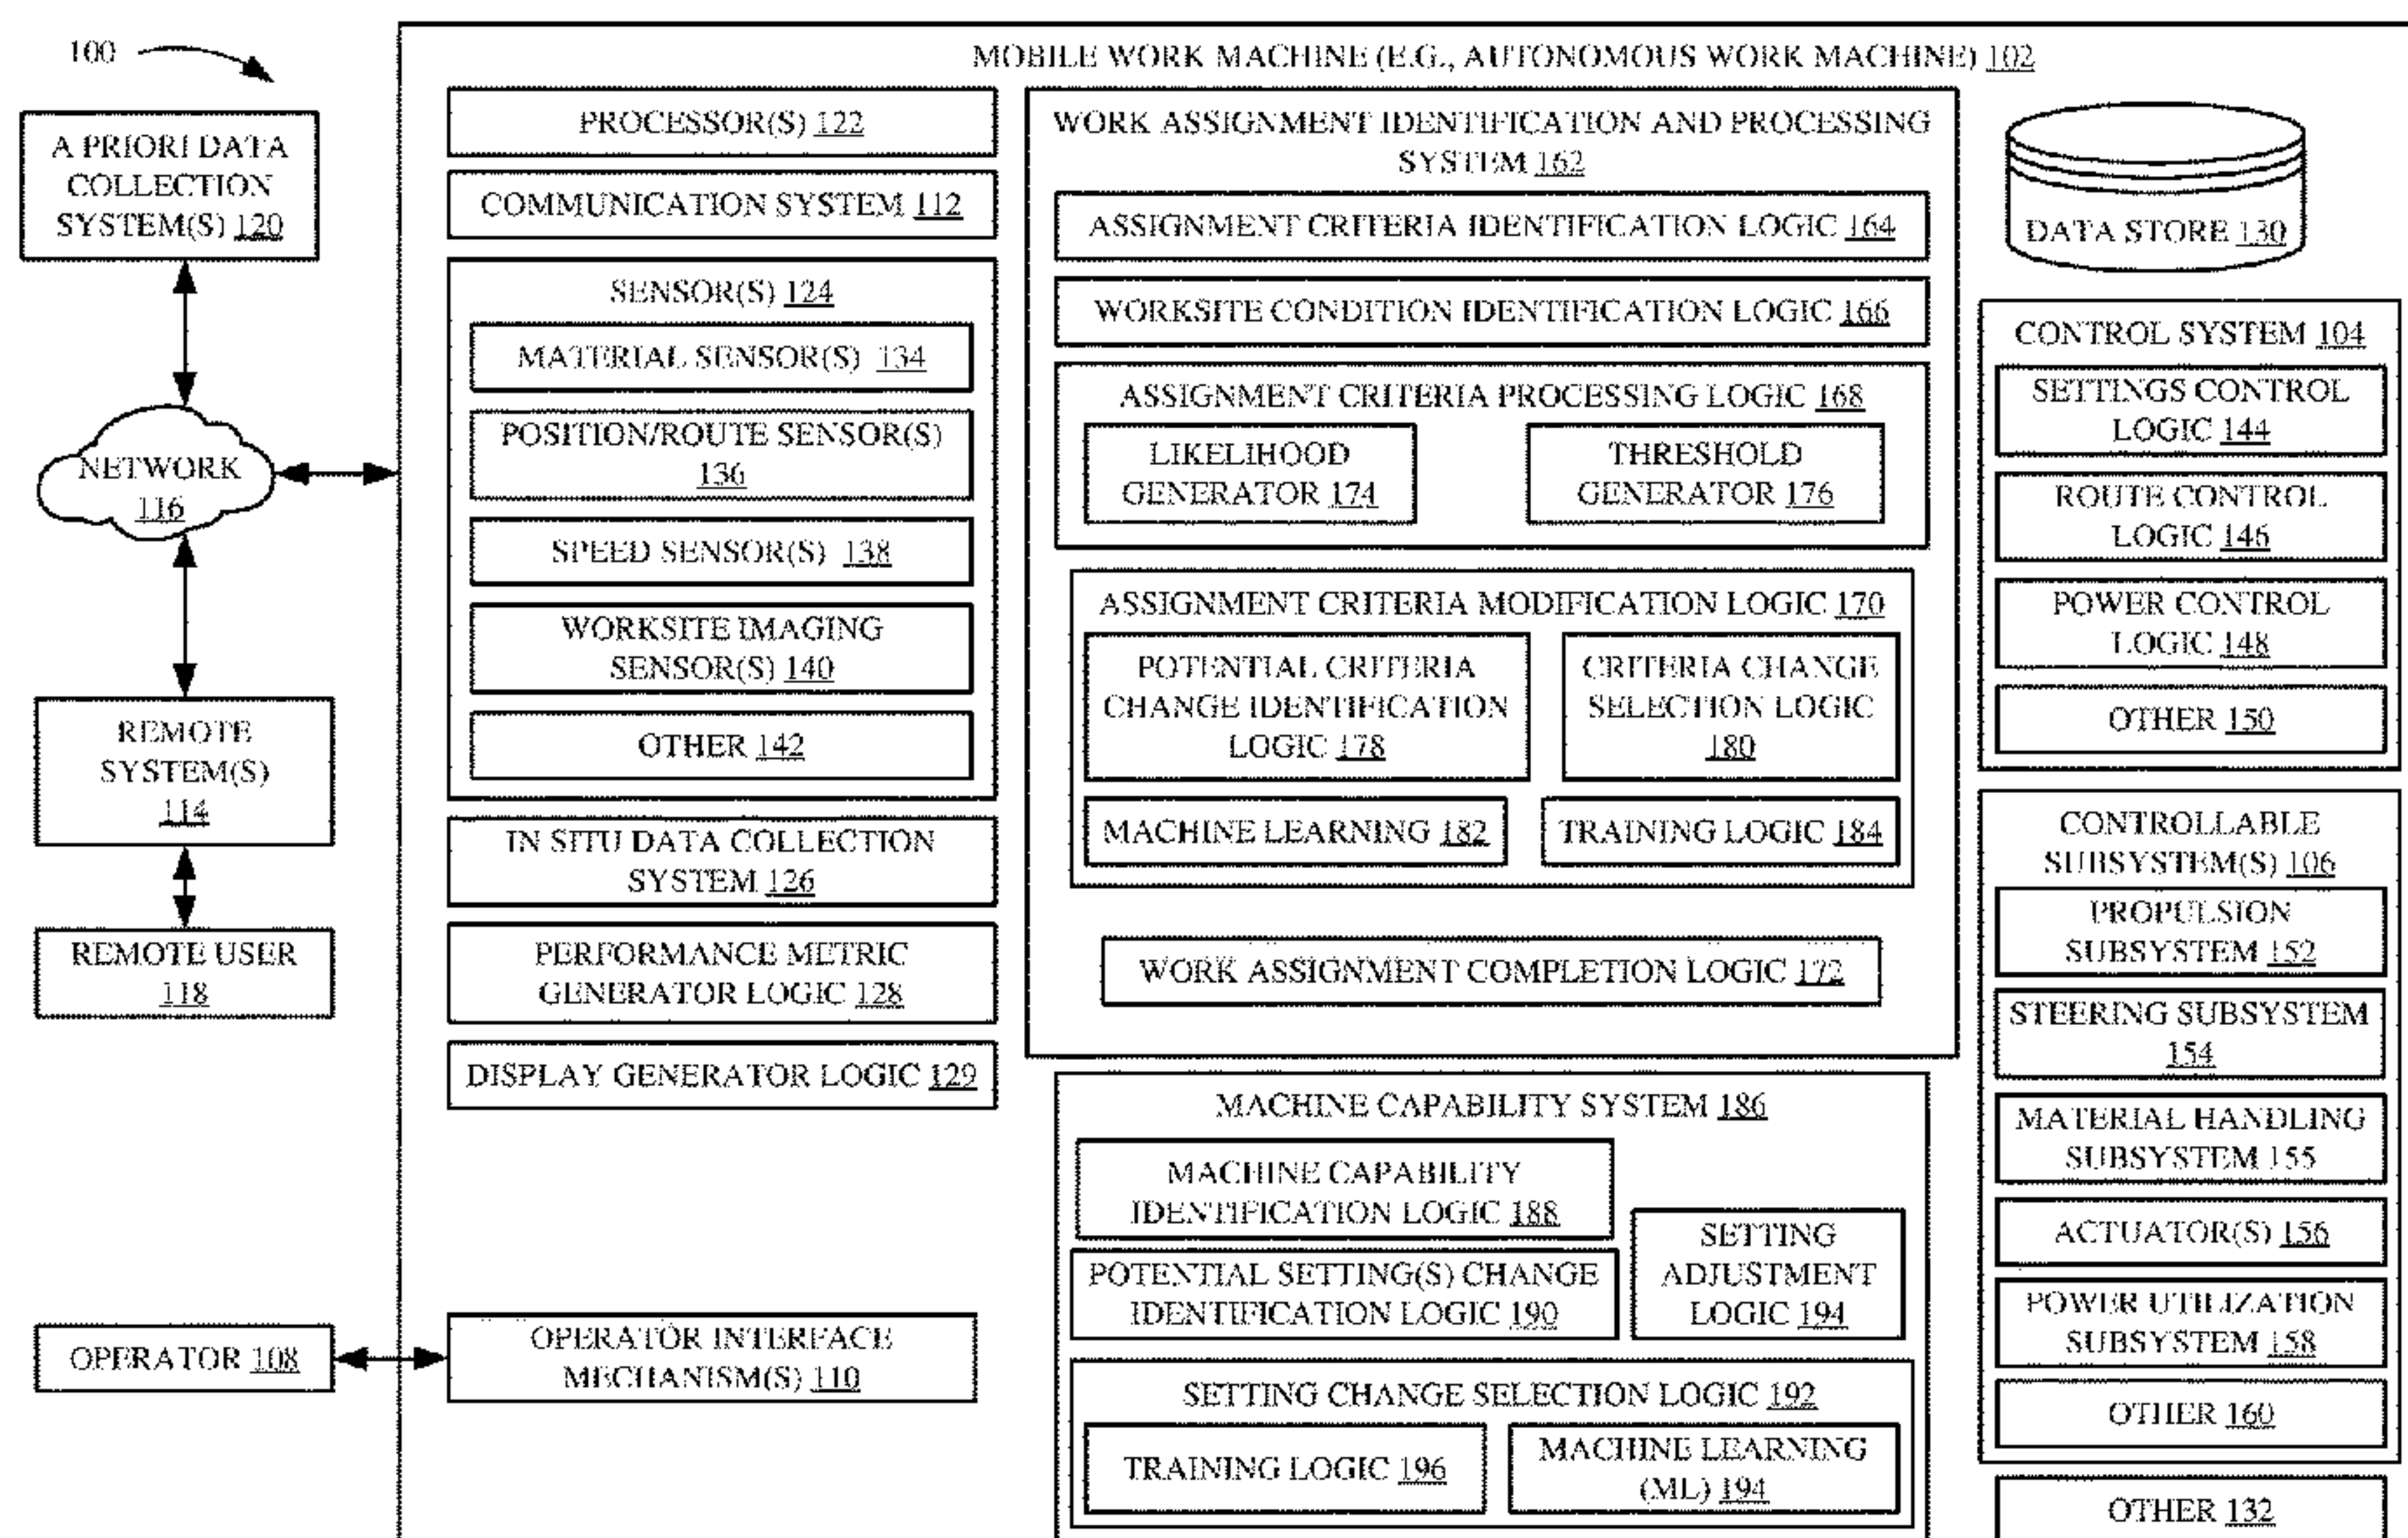 100
MOBILE WORK MACHINE (E.G., AUTONOMOUS WORK MACHINE) 102
A PRIORI DATA
COLLECTION
SYSTEM(S) 120
NETWORK
116
REMOTE
SYSTEM(S)
114
REMOTE USER
118
OPERATOR 108
PROCESSOR(S) 122
COMMUNICATION SYSTEM 112
SENSOR(S) 124
MATERIAL SENSOR(S) 134
POSITION/ROUTE SENSOR(S)
136
SPEED SENSOR(S) 138
WORKSITE IMAGING
SENSOR(S) 140
OTHER 142
IN SITU DATA COLLECTION
SYSTEM 126
PERFORMANCE METRIC
GENERATOR LOGIC 128
DISPLAY GENERATOR LOGIC 129
OPERATOR INTERFACE
MECHANISM(S) 110
WORK ASSIGNMENT IDENTIFICATION AND PROCESSING
SYSTEM 162
ASSIGNMENT CRITERIA IDENTIFICATION LOGIC 164
WORKSITE CONDITION IDENTIFICATION LOGIC 166
ASSIGNMENT CRITERIA PROCESSING LOGIC 168
LIKELIHOOD
GENERATOR 174
THRESHOLD
GENERATOR 176
ASSIGNMENT CRITERIA MODIFICATION LOGIC 170
POTENTIAL CRITERIA
CHANGE IDENTIFICATION
LOGIC 178
CRITERIA CHANGE
SELECTION LOGIC
180
MACHINE LEARNING 182
TRAINING LOGIC 184
WORK ASSIGNMENT COMPLETION LOGIC 172
MACHINE CAPABILITY SYSTEM 186
MACHINE CAPABILITY
IDENTIFICATION LOGIC 188
POTENTIAL SETTING(S) CHANGE
IDENTIFICATION LOGIC 190
SETTING
ADJUSTMENT
LOGIC 194
SETTING CHANGE SELECTION LOGIC 192
TRAINING LOGIC 196
MACHINE LEARNING
(ML) 194
DATA STORE 130
CONTROL SYSTEM 104
SETTINGS CONTROL
LOGIC 144
ROUTE CONTROL
LOGIC 146
POWER CONTROL
LOGIC 148
OTHER 150
CONTROLLABLE
SUBSYSTEM(S) 106
PROPULSION
SUBSYSTEM 152
STEERING SUBSYSTEM
154
MATERIAL HANDLING
SUBSYSTEM 155
ACTUATOR(S) 156
POWER UTILIZATION
SUBSYSTEM 158
OTHER 160
OTHER 132